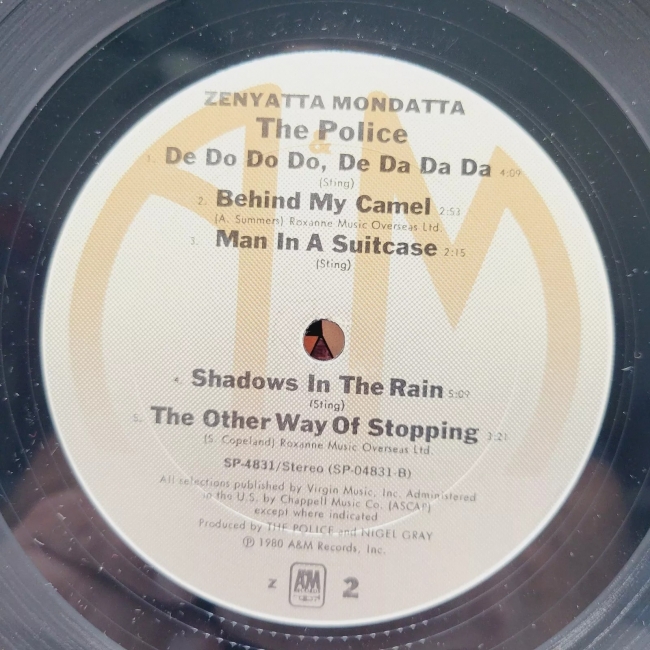 ZENYATTA MONDATTA
The Police
1. De Do Do Do, De Da Da Da 4:09
(Sting)
2. Behind My Camel 2:53
(A. Summers) Roxanne Music Overseas Ltd.
3. Man In A Suitcase 2:15
(Sting)
4. Shadows In The Rain 5:09
(Sting)
5. The Other Way Of Stopping 3:21
(S. Copeland) Roxanne Music Overseas Ltd.
SP-4831/Stereo (SP-04831-B)
All selections published by Virgin Music, Inc. Administered
in the U.S. by Chappell Music Co. (ASCAP)
except where indicated
Produced by THE POLICE and NIGEL GRAY
℗ 1980 A&M Records, Inc.
z A&M 2
A&M